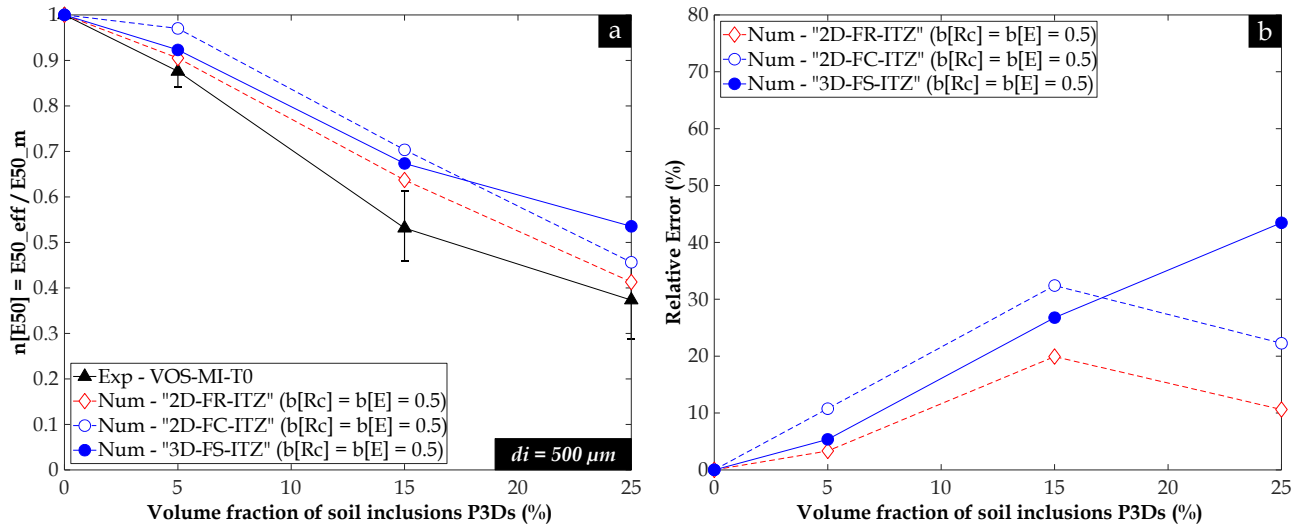 1
0.9
0.8
0.7
0.6
0.5
0.4
0.3
0.2
0.1
0
n[E50] = E50_eff / E50_m
a
Exp - VOS-MI-T0
Num - "2D-FR-ITZ" (b[Rc] = b[E] = 0.5)
Num - "2D-FC-ITZ" (b[Rc] = b[E] = 0.5)
Num - "3D-FS-ITZ" (b[Rc] = b[E] = 0.5)
di = 500 μm
0 5 10 15 20 25
Volume fraction of soil inclusions P3Ds (%)
80
70
60
50
40
30
20
10
0
Relative Error (%)
b
Num - "2D-FR-ITZ" (b[Rc] = b[E] = 0.5)
Num - "2D-FC-ITZ" (b[Rc] = b[E] = 0.5)
Num - "3D-FS-ITZ" (b[Rc] = b[E] = 0.5)
0 5 10 15 20 25
Volume fraction of soil inclusions P3Ds (%)